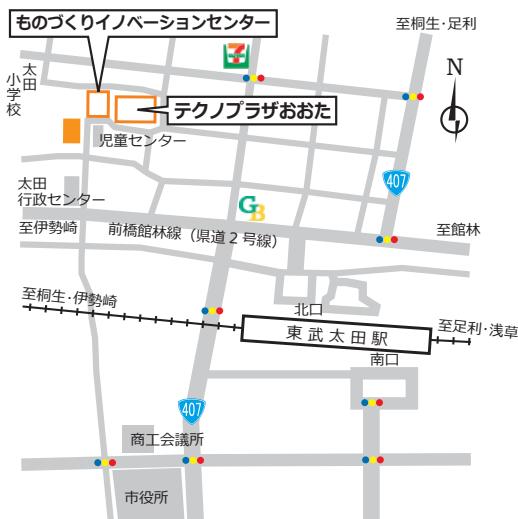 ものづくりイノベーションセンター
至桐生・足利
N
太田
小学校
7
テクノプラザおおた
児童センター
407
太田
行政センター
GB
至伊勢崎
前橋館林線（県道２号線）
至館林
至桐生・伊勢崎
北口
東武太田駅
至足利・浅草
南口
407
商工会議所
市役所